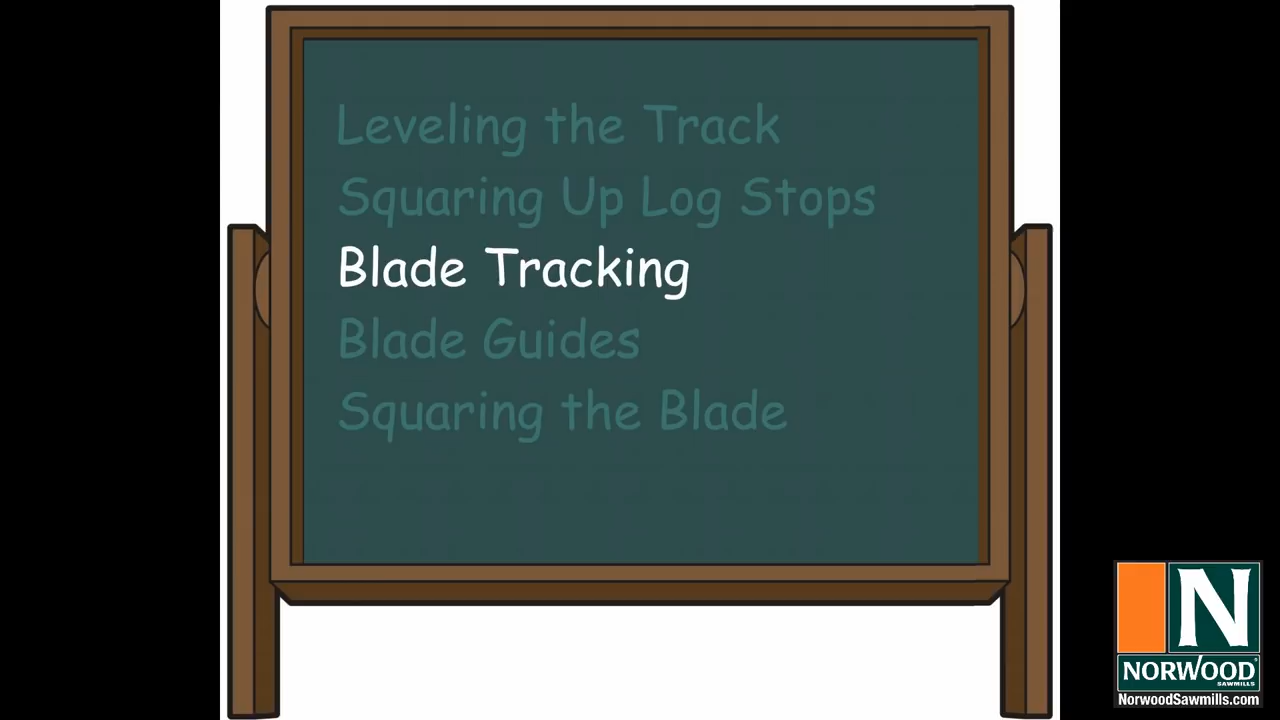 Leveling the Track
Squaring Up Log Stops
Blade Tracking
Blade Guides
Squaring the Blade
N
NORWOOD
SAWMILLS
NorwoodSawmills.com